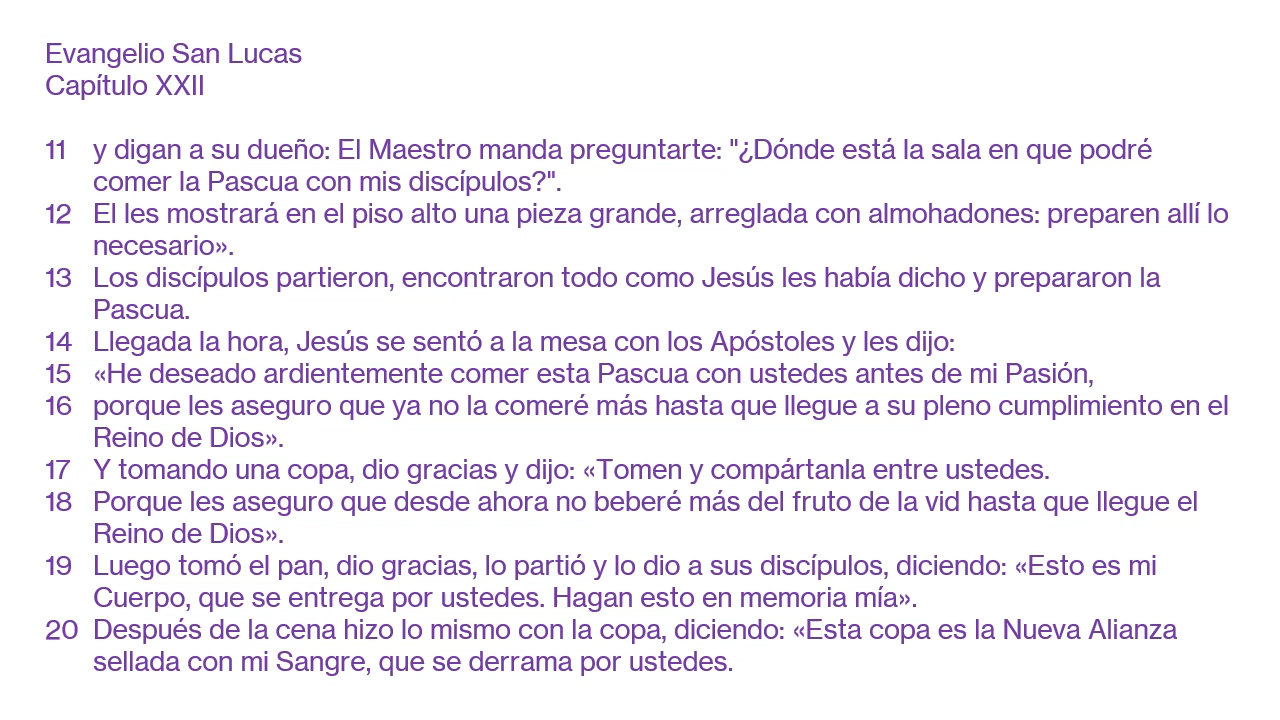 Evangelio San Lucas
Capítulo XXII
11 y digan a su dueño: El Maestro manda preguntarte: "¿Dónde está la sala en que podré
comer la Pascua con mis discípulos?".
12 El les mostrará en el piso alto una pieza grande, arreglada con almohadones: preparen allí lo
necesario».
13 Los discípulos partieron, encontraron todo como Jesús les había dicho y prepararon la
Pascua.
14 Llegada la hora, Jesús se sentó a la mesa con los Apóstoles y les dijo:
15 «He deseado ardientemente comer esta Pascua con ustedes antes de mi Pasión,
16 porque les aseguro que ya no la comeré más hasta que llegue a su pleno cumplimiento en el
Reino de Dios».
17 Y tomando una copa, dio gracias y dijo: «Tomen y compártanla entre ustedes.
18 Porque les aseguro que desde ahora no beberé más del fruto de la vid hasta que llegue el
Reino de Dios».
19 Luego tomó el pan, dio gracias, lo partió y lo dio a sus discípulos, diciendo: «Esto es mi
Cuerpo, que se entrega por ustedes. Hagan esto en memoria mía».
20 Después de la cena hizo lo mismo con la copa, diciendo: «Esta copa es la Nueva Alianza
sellada con mi Sangre, que se derrama por ustedes.